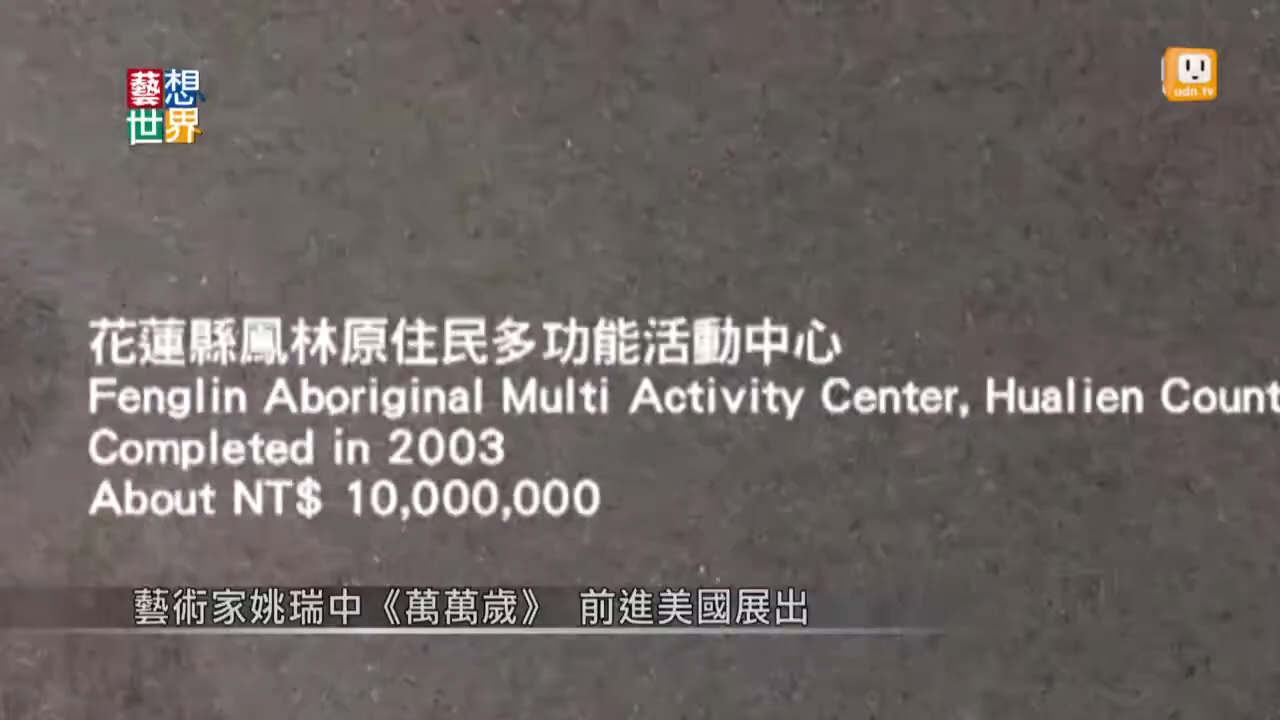 藝想
世界
udn tv
花蓮縣鳳林原住民多功能活動中心
Fenglin Aboriginal Multi Activity Center, Hualien Count
Completed in 2003
About NT$ 10,000,000
藝術家姚瑞中《萬萬歲》 前進美國展出